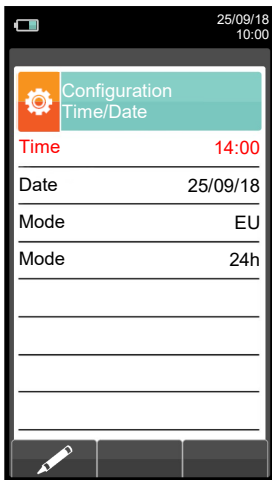 25/09/18
10:00
Configuration
Time/Date
Time 14:00
Date 25/09/18
Mode EU
Mode 24h